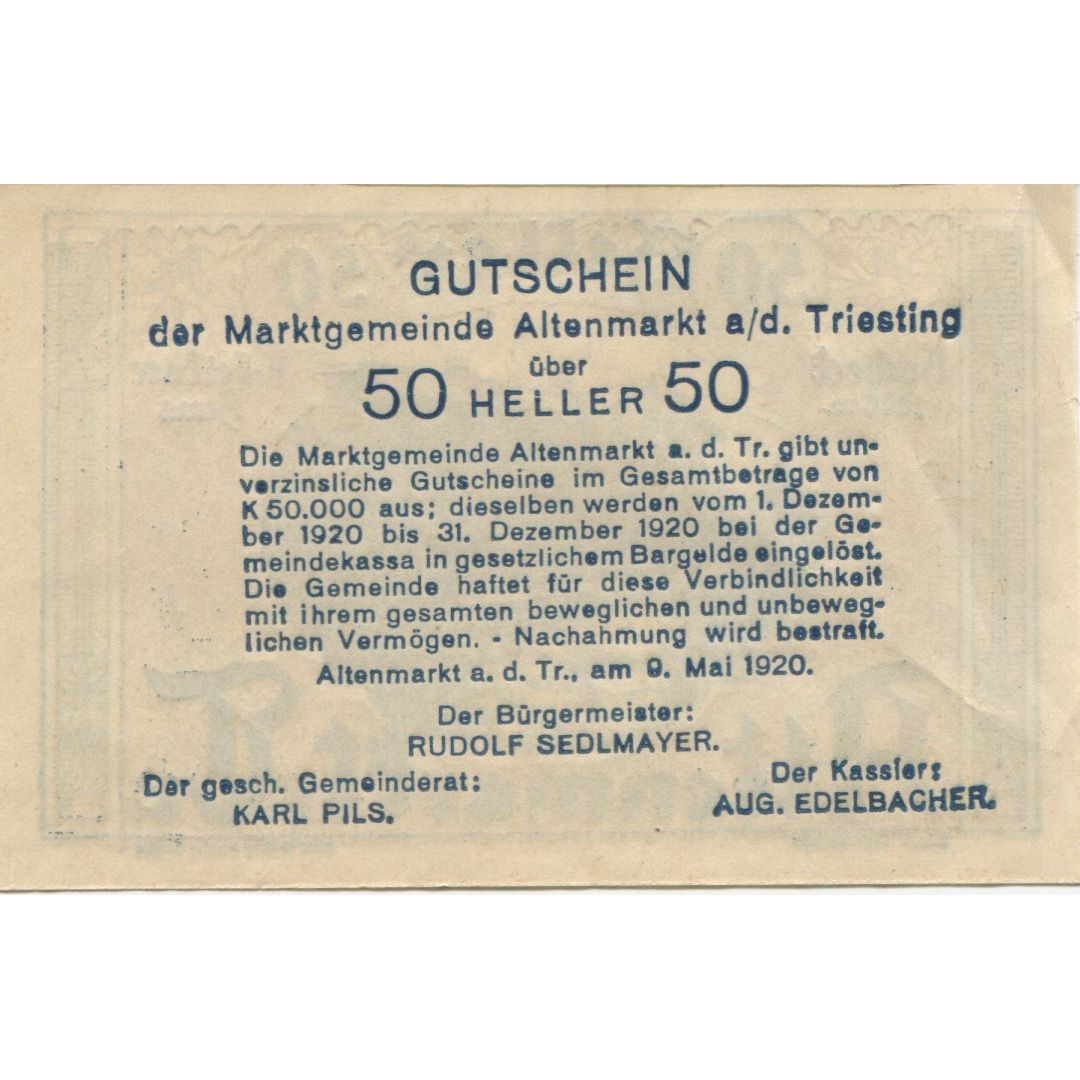 GUTSCHEIN
der Marktgemeinde Altenmarkt a/d. Triesting
über
50 HELLER 50
Die Marktgemeinde Altenmarkt a. d. Tr. gibt un-
verzinsliche Gutscheine im Gesamtbetrage von
K 50.000 aus; dieselben werden vom 1. Dezem-
ber 1920 bis 31. Dezember 1920 bei der Ge-
meindekassa in gesetzlichem Bargelde eingelöst.
Die Gemeinde haftet für diese Verbindlichkeit
mit ihrem gesamten beweglichen und unbeweg-
lichen Vermögen. - Nachahmung wird bestraft.
Altenmarkt a. d. Tr., am 9. Mai 1920.
Der Bürgermeister:
RUDOLF SEDLMAYER.
Der gesch. Gemeinderat:
KARL PILS.
Der Kassier:
AUG. EDELBACHER.